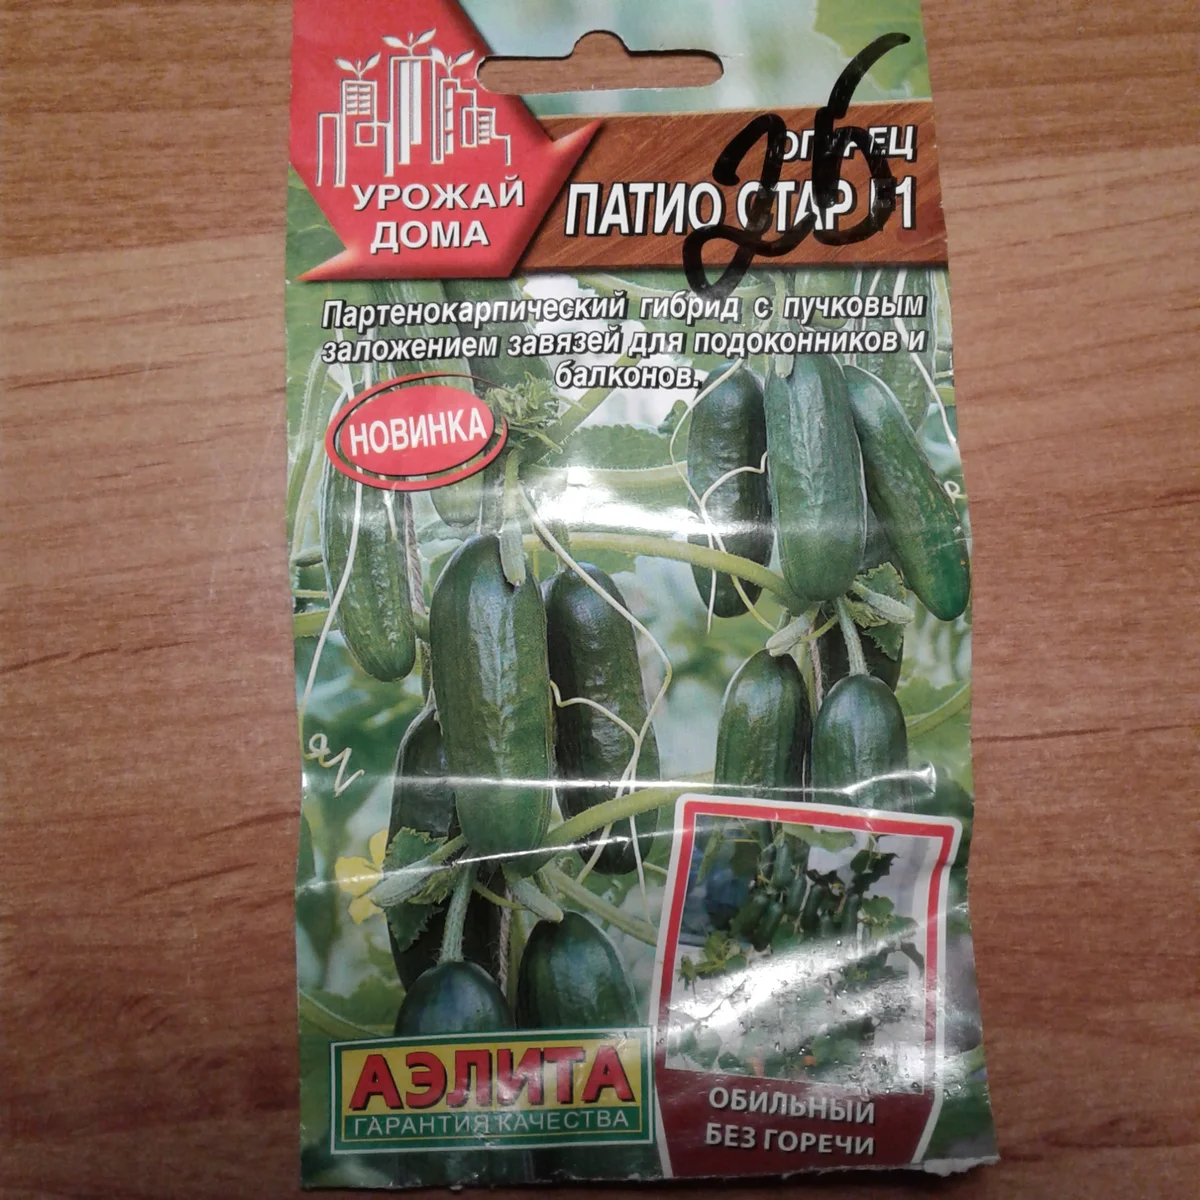 УРОЖАЙ
ДОМА
26
ОГУРЕЦ
ПАТИО СТАР F1
Партенокарпический гибрид с пучковым
заложением завязей для подоконников и
балконов.
НОВИНКА
АЭЛИТА
ГАРАНТИЯ КАЧЕСТВА
ОБИЛЬНЫЙ
БЕЗ ГОРЕЧИ